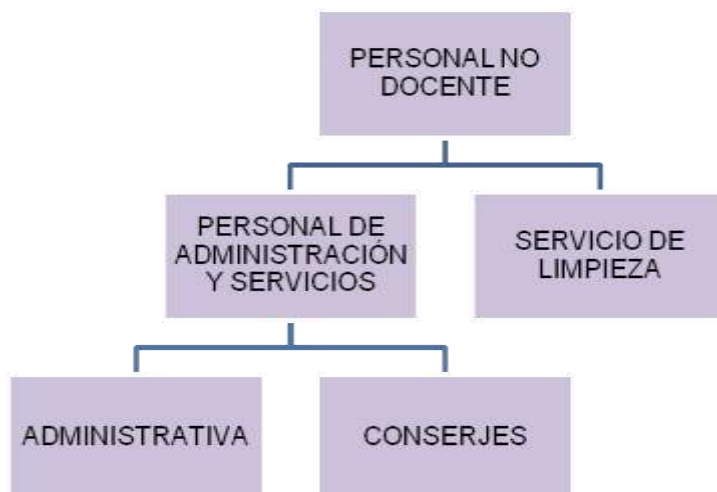 PERSONAL NO
DOCENTE
PERSONAL DE
ADMINISTRACIÓN
Y SERVICIOS
SERVICIO DE
LIMPIEZA
ADMINISTRATIVA
CONSERJES